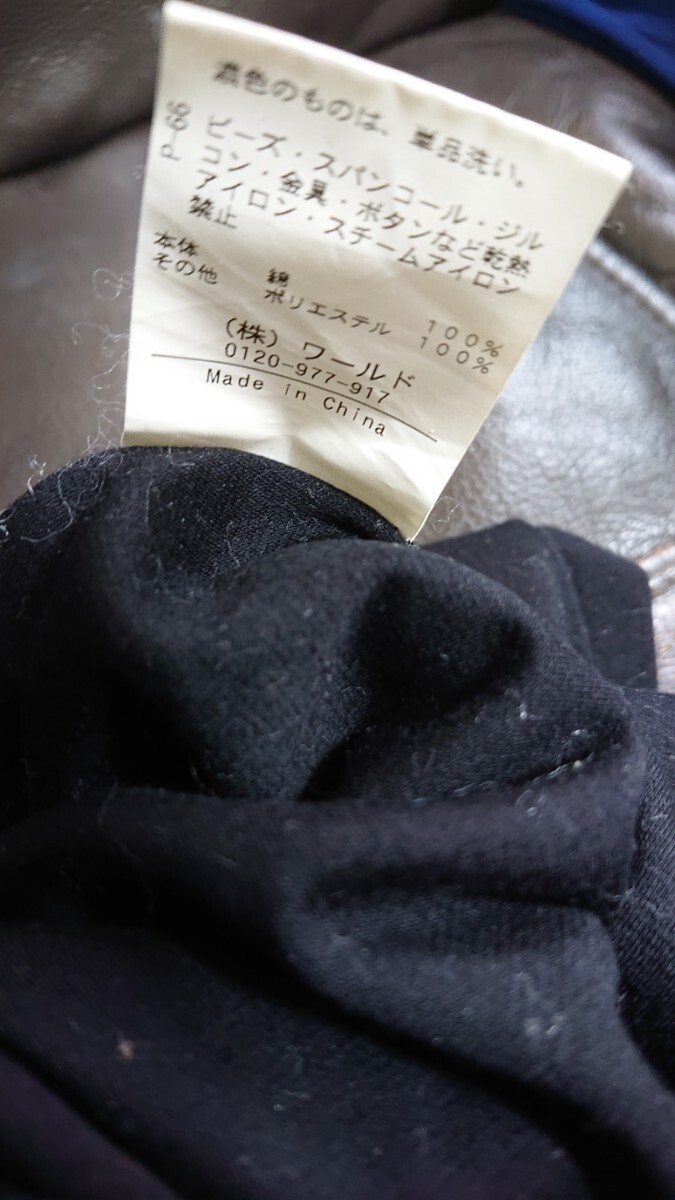 濃色のものは、単品洗い。
P-66
ビーズ・スパンコール・ジル
コン・金具・ボタンなど乾熱
アイロン・スチームアイロン
禁止
本体 綿 100%
その他 ポリエステル 100%
(株) ワールド
0120-977-917
Made in China